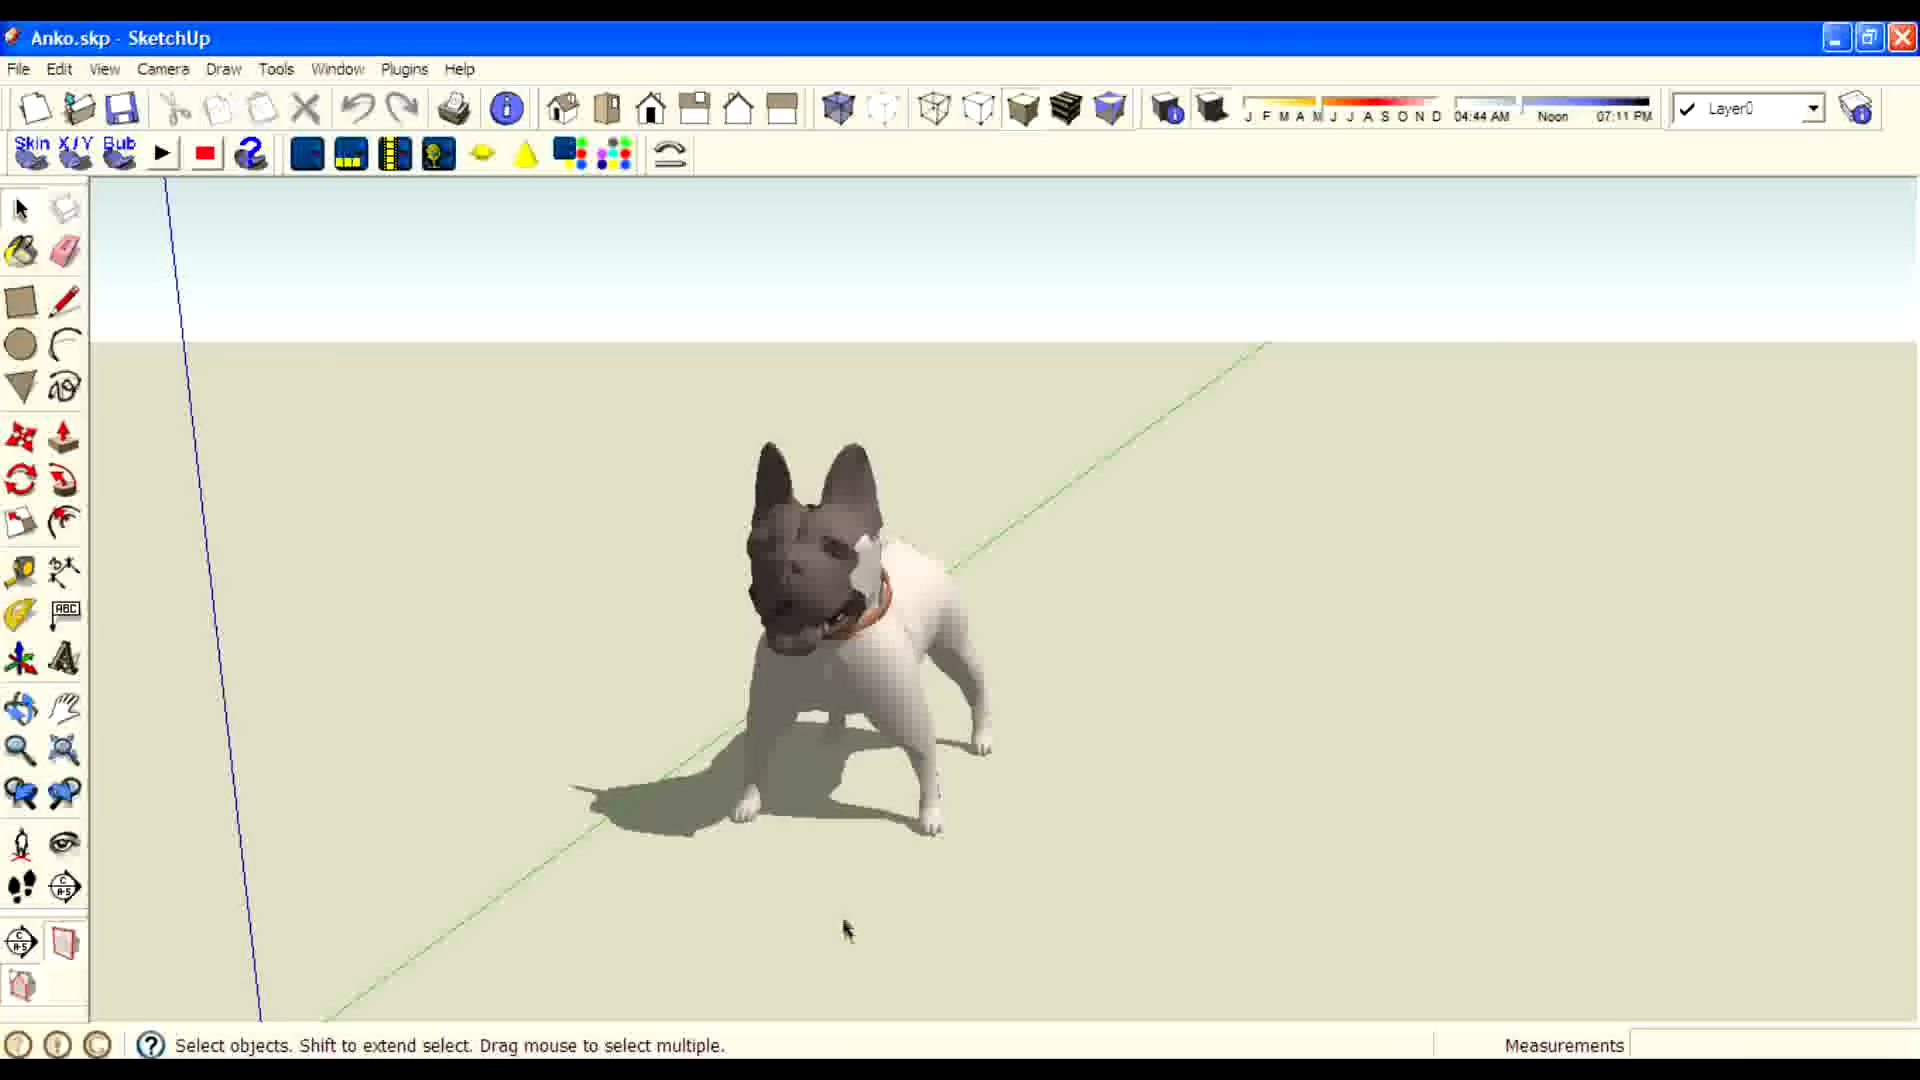 Anko.skp - SketchUp
File Edit View Camera Draw Tools Window Plugins Help
J F M A M J J A S O N D 04:44 AM Noon 07:11 PM Layer0
Skin X/Y Bub
ABC
A
C
A-S
C
A-S
Select objects. Shift to extend select. Drag mouse to select multiple. Measurements